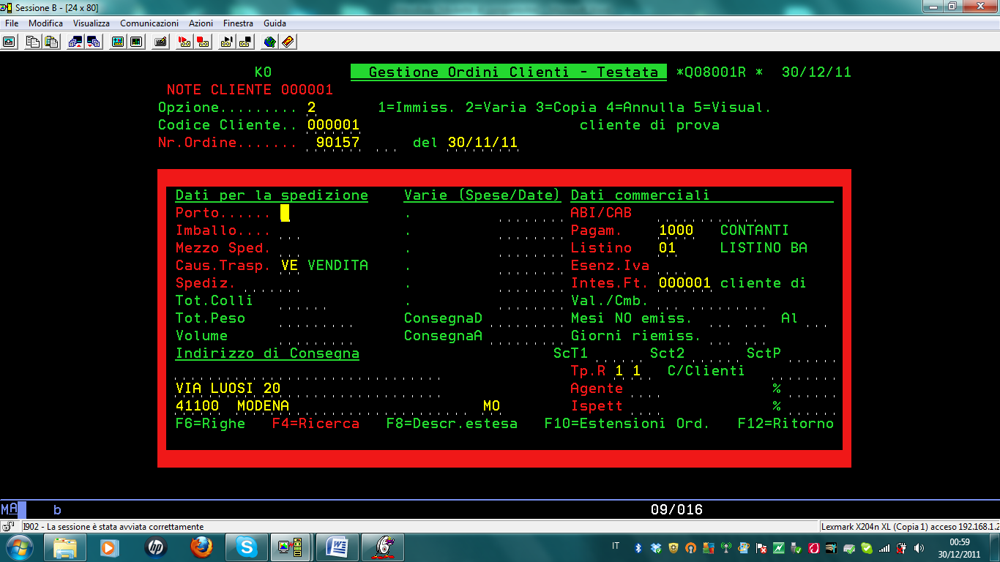 Sessione B - [24 x 80]
File Modifica Visualizza Comunicazioni Azioni Finestra Guida
K0 Gestione Ordini Clienti - Testata *Q08001R * 30/12/11
NOTE CLIENTE 000001
Opzione......... 2 1=Immiss. 2=Varia 3=Copia 4=Annulla 5=Visual.
Codice Cliente.. 000001 cliente di prova
Nr.Ordine....... 90157 ... del 30/11/11
Dati per la spedizione Varie (Spese/Date) Dati commerciali
Porto...... . ABI/CAB
Imballo.... . Pagam. 1000 CONTANTI
Mezzo Sped. . Listino 01 LISTINO BA
Caus.Trasp. VE VENDITA . Esenz.Iva
Spediz. . Intes.Ft. 000001 cliente di
Tot.Colli . Val./Cmb.
Tot.Peso ConsegnaD Mesi NO emiss. Al
Volume ConsegnaA Giorni riemiss.
Indirizzo di Consegna ScT1 Sct2 SctP
Tp.R 1 1 C/Clienti
VIA LUOSI 20 Agente %
41100 MODENA MO Ispett %
F6=Righe F4=Ricerca F8=Descr.estesa F10=Estensioni Ord. F12=Ritorno
MA b 09/016
I902 - La sessione è stata avviata correttamente Lexmark X204n XL (Copia 1) acceso 192.168.1.2
IT 00:59
30/12/2011